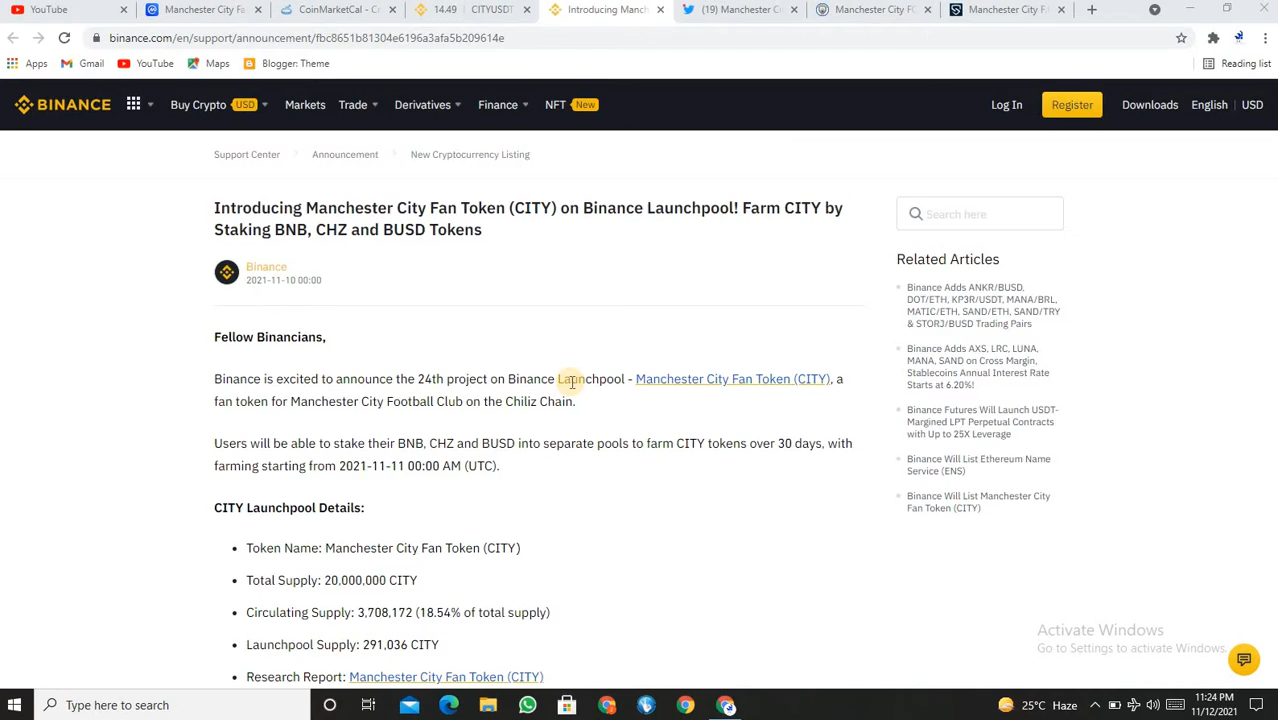 YouTube
Manchester City Fa
CoinMarketCal - Cr
14.49 | CITYUSDT
Introducing Manch
(19) Manchester C
Manchester City FC
Manchester City F.
binance.com/en/support/announcement/fbc8651b81304e6196a3afa5b209614e
Apps
Gmail
YouTube
Maps
Blogger: Theme
Reading list
BINANCE
Buy Crypto USD
Markets
Trade
Derivatives
Finance
NFT New
Log In
Register
Downloads
English
USD
Support Center
Announcement
New Cryptocurrency Listing
Introducing Manchester City Fan Token (CITY) on Binance Launchpool! Farm CITY by
Staking BNB, CHZ and BUSD Tokens
Binance
2021-11-10 00:00
Fellow Binancians,
Binance is excited to announce the 24th project on Binance Launchpool - Manchester City Fan Token (CITY), a
fan token for Manchester City Football Club on the Chiliz Chain.
Users will be able to stake their BNB, CHZ and BUSD into separate pools to farm CITY tokens over 30 days, with
farming starting from 2021-11-11 00:00 AM (UTC).
CITY Launchpool Details:
• Token Name: Manchester City Fan Token (CITY)
• Total Supply: 20,000,000 CITY
• Circulating Supply: 3,708,172 (18.54% of total supply)
• Launchpool Supply: 291,036 CITY
• Research Report: Manchester City Fan Token (CITY)
Search here
Related Articles
Binance Adds ANKR/BUSD,
DOT/ETH, KP3R/USDT, MANA/BRL,
MATIC/ETH, SAND/ETH, SAND/TRY
& STORJ/BUSD Trading Pairs
Binance Adds AXS, LRC, LUNA,
MANA, SAND on Cross Margin,
Stablecoins Annual Interest Rate
Starts at 6.20%!
Binance Futures Will Launch USDT-
Margined LPT Perpetual Contracts
with Up to 25X Leverage
Binance Will List Ethereum Name
Service (ENS)
Binance Will List Manchester City
Fan Token (CITY)
Activate Windows
Go to Settings to activate Windows.
Type here to search
25°C Haze
11:24 PM
11/12/2021